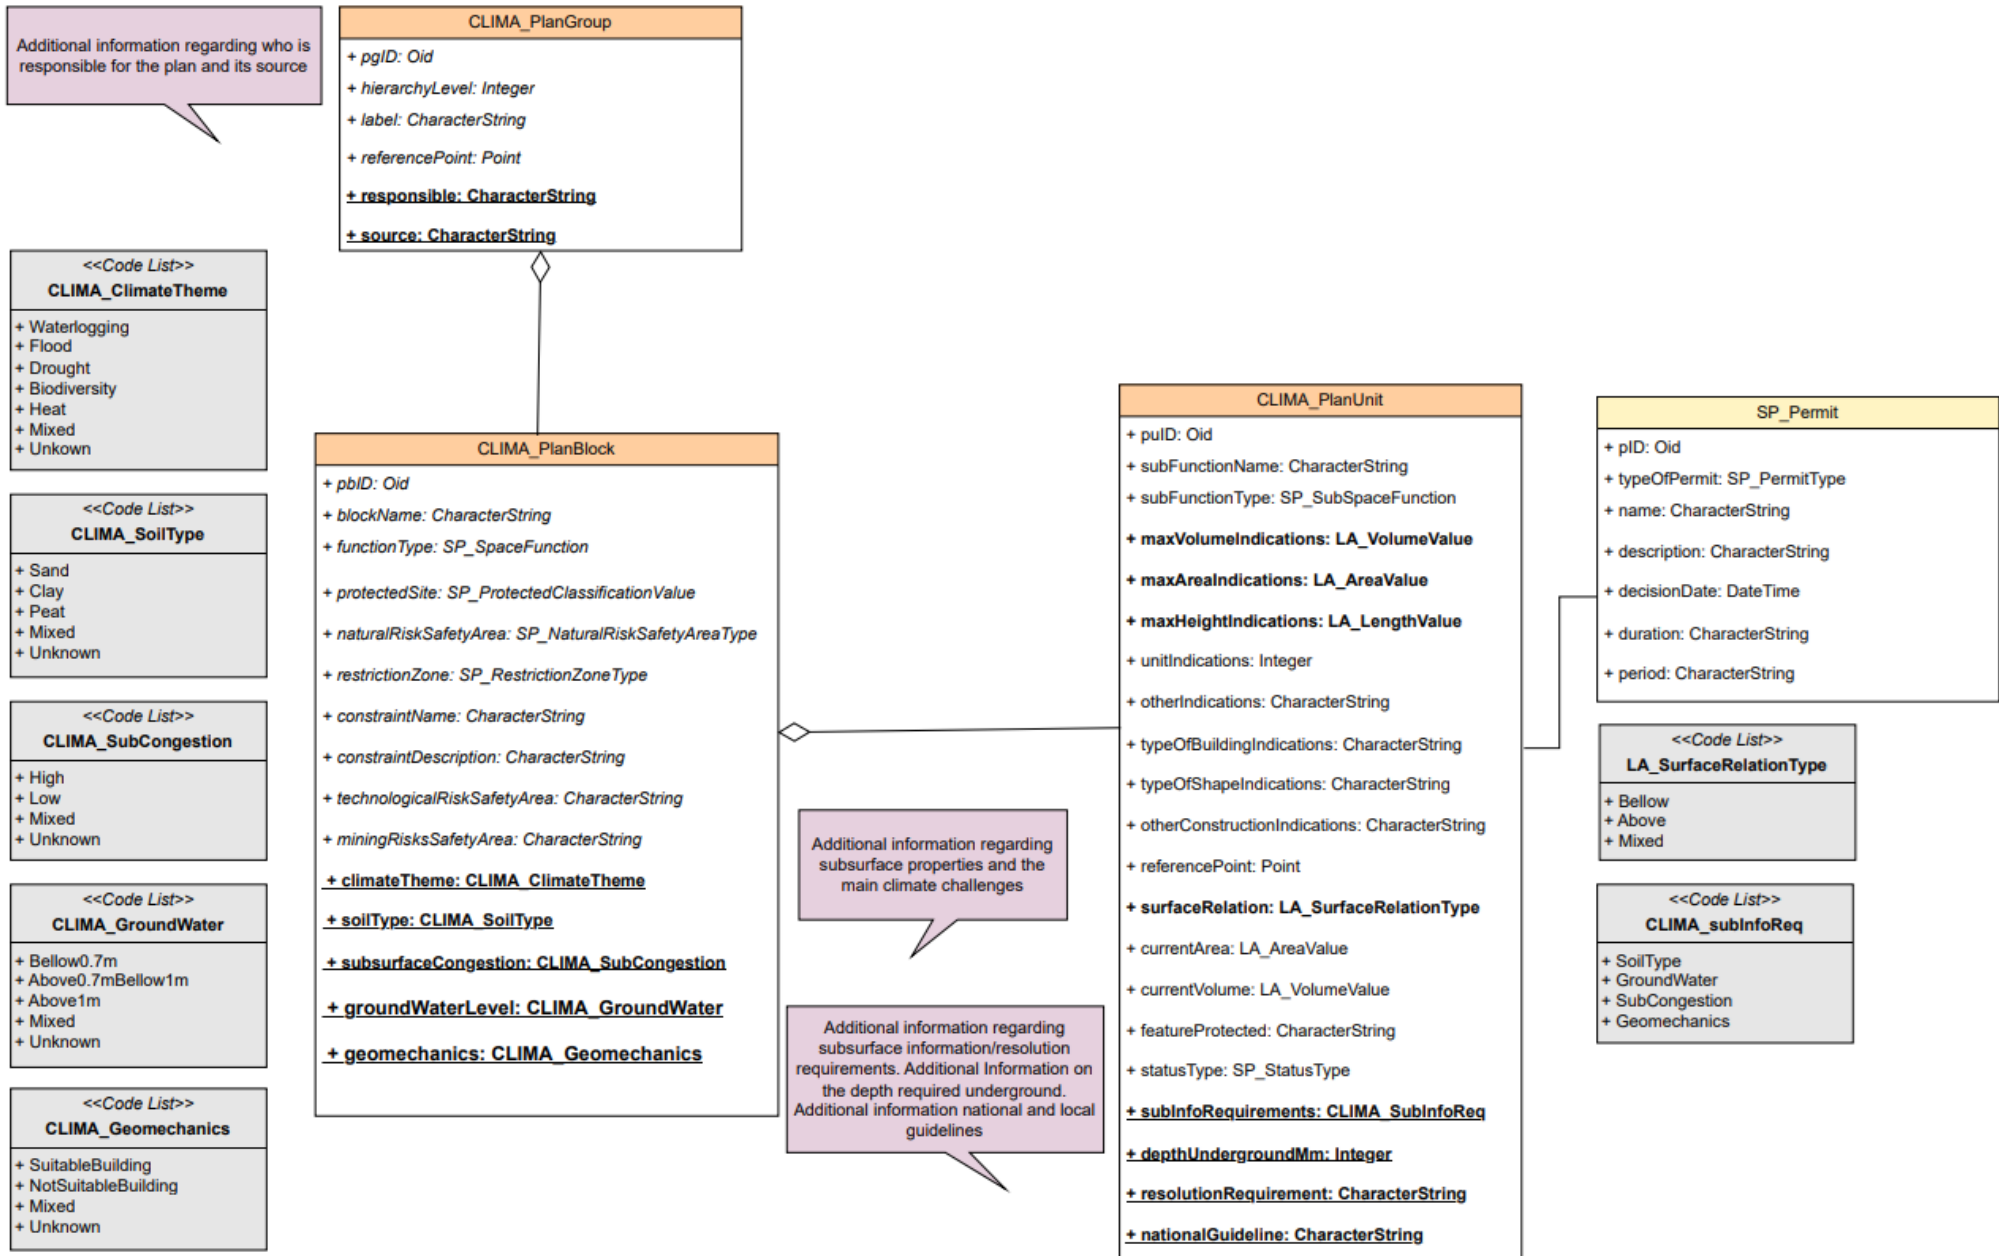 Additional information regarding who is
responsible for the plan and its source
CLIMA_PlanGroup
+ pgID: Oid
+ hierarchyLevel: Integer
+ label: CharacterString
+ referencePoint: Point
+ responsible: CharacterString
+ source: CharacterString
<<Code List>>
CLIMA_ClimateTheme
+ Waterlogging
+ Flood
+ Drought
+ Biodiversity
+ Heat
+ Mixed
+ Unkown
<<Code List>>
CLIMA_SoilType
+ Sand
+ Clay
+ Peat
+ Mixed
+ Unknown
<<Code List>>
CLIMA_SubCongestion
+ High
+ Low
+ Mixed
+ Unknown
<<Code List>>
CLIMA_GroundWater
+ Bellow0.7m
+ Above0.7mBellow1m
+ Above1m
+ Mixed
+ Unknown
<<Code List>>
CLIMA_Geomechanics
+ SuitableBuilding
+ NotSuitableBuilding
+ Mixed
+ Unknown
CLIMA_PlanBlock
+ pbID: Oid
+ blockName: CharacterString
+ functionType: SP_SpaceFunction
+ protectedSite: SP_ProtectedClassificationValue
+ naturalRiskSafetyArea: SP_NaturalRiskSafetyAreaType
+ restrictionZone: SP_RestrictionZoneType
+ constraintName: CharacterString
+ constraintDescription: CharacterString
+ technologicalRiskSafetyArea: CharacterString
+ miningRisksSafetyArea: CharacterString
+ climateTheme: CLIMA_ClimateTheme
+ soilType: CLIMA_SoilType
+ subsurfaceCongestion: CLIMA_SubCongestion
+ groundWaterLevel: CLIMA_GroundWater
+ geomechanics: CLIMA_Geomechanics
Additional information regarding
subsurface properties and the
main climate challenges
Additional information regarding
subsurface information/resolution
requirements. Additional Information on
the depth required underground.
Additional information national and local
guidelines
CLIMA_PlanUnit
+ puID: Oid
+ subFunctionName: CharacterString
+ subFunctionType: SP_SubSpaceFunction
+ maxVolumeIndications: LA_VolumeValue
+ maxAreaIndications: LA_AreaValue
+ maxHeightIndications: LA_LengthValue
+ unitIndications: Integer
+ otherIndications: CharacterString
+ typeOfBuildingIndications: CharacterString
+ typeOfShapeIndications: CharacterString
+ otherConstructionIndications: CharacterString
+ referencePoint: Point
+ surfaceRelation: LA_SurfaceRelationType
+ currentArea: LA_AreaValue
+ currentVolume: LA_VolumeValue
+ featureProtected: CharacterString
+ statusType: SP_StatusType
+ subInfoRequirements: CLIMA_SubInfoReq
+ depthUndergroundMm: Integer
+ resolutionRequirement: CharacterString
+ nationalGuideline: CharacterString
SP_Permit
+ pID: Oid
+ typeOfPermit: SP_PermitType
+ name: CharacterString
+ description: CharacterString
+ decisionDate: DateTime
+ duration: CharacterString
+ period: CharacterString
<<Code List>>
LA_SurfaceRelationType
+ Bellow
+ Above
+ Mixed
<<Code List>>
CLIMA_subInfoReq
+ SoilType
+ GroundWater
+ SubCongestion
+ Geomechanics